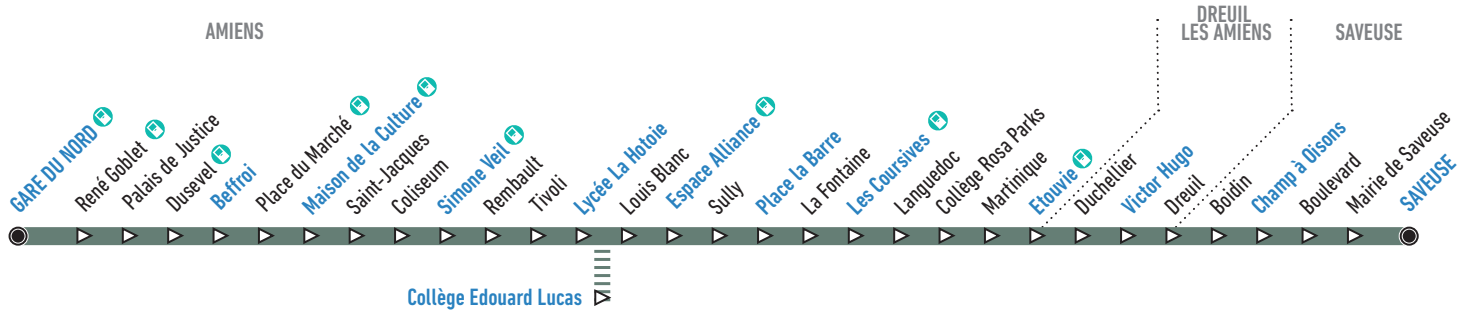 AMIENS
DREUIL
LES AMIENS
SAVEUSE
GARE DU NORD
René Goblet
Palais de Justice
Dusevel
Beffroi
Place du Marché
Maison de la Culture
Saint-Jacques
Coliseum
Simone Veil
Rembault
Tivoli
Lycée La Hotoie
Louis Blanc
Espace Alliance
Sully
Place la Barre
La Fontaine
Les Coursives
Languedoc
Collège Rosa Parks
Martinique
Etouvie
Duchellier
Victor Hugo
Dreuil
Boidin
Champ à Oisons
Boulevard
Mairie de Saveuse
SAVEUSE
Collège Edouard Lucas